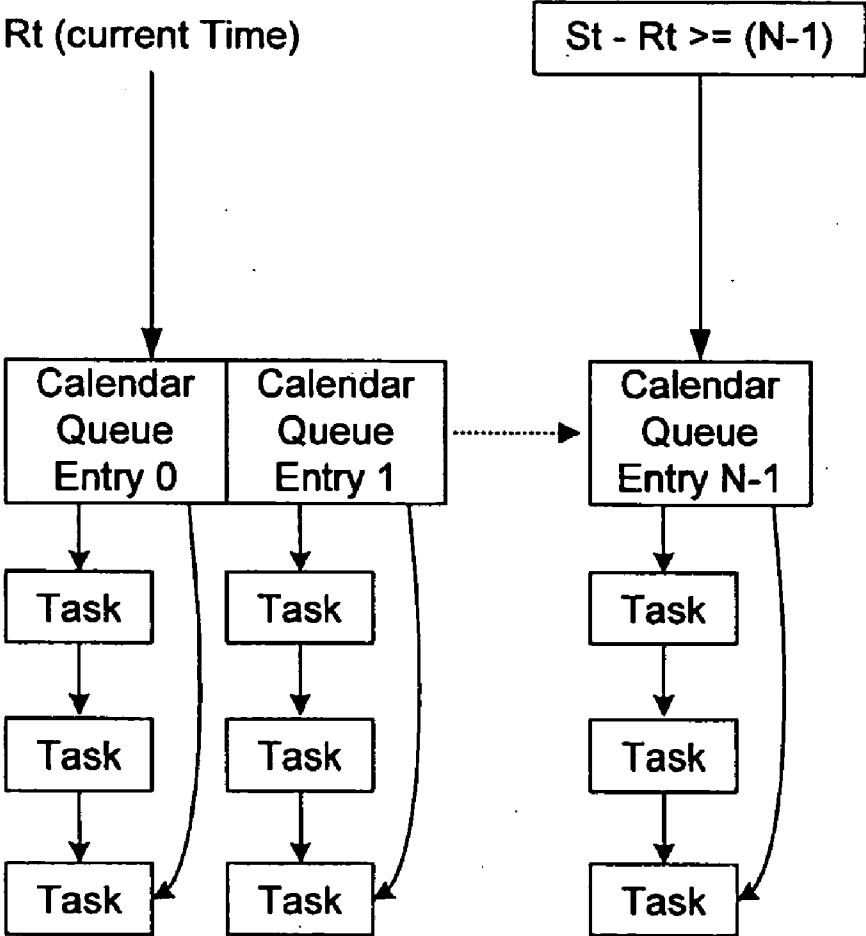 Rt (current Time)
St - Rt >= (N-1)
Calendar
Queue
Entry 0
Calendar
Queue
Entry 1
Calendar
Queue
Entry N-1
Task
Task
Task
Task
Task
Task
Task
Task
Task